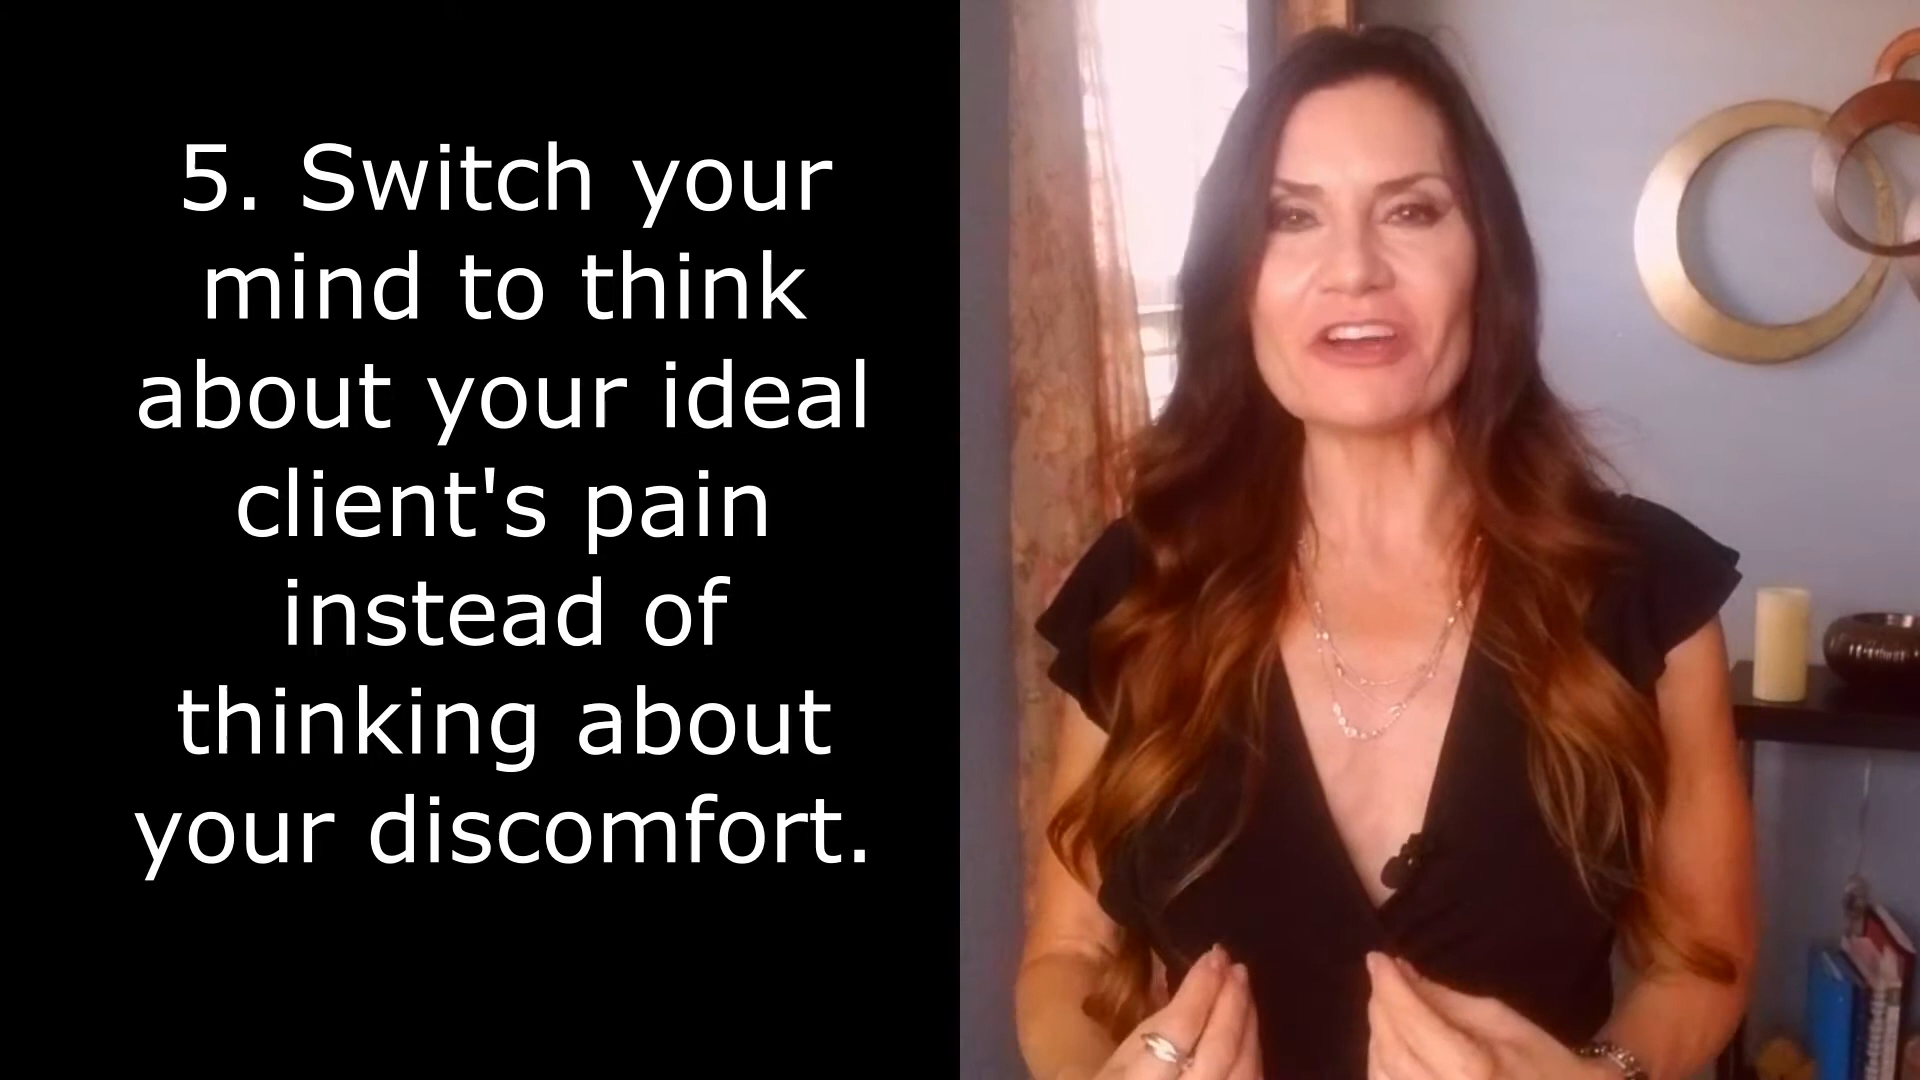 5. Switch your
mind to think
about your ideal
client's pain
instead of
thinking about
your discomfort.